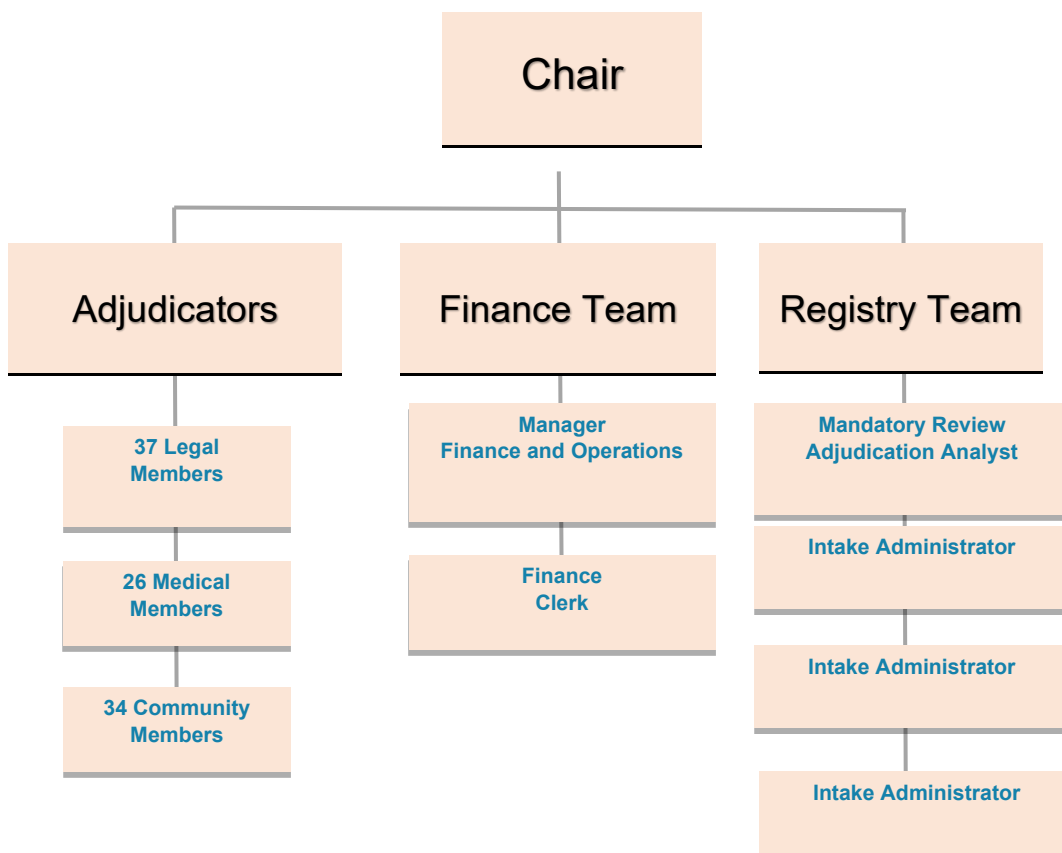 Chair
Adjudicators
Finance Team
Registry Team
37 Legal
Members
26 Medical
Members
34 Community
Members
Manager
Finance and Operations
Finance
Clerk
Mandatory Review
Adjudication Analyst
Intake Administrator
Intake Administrator
Intake Administrator